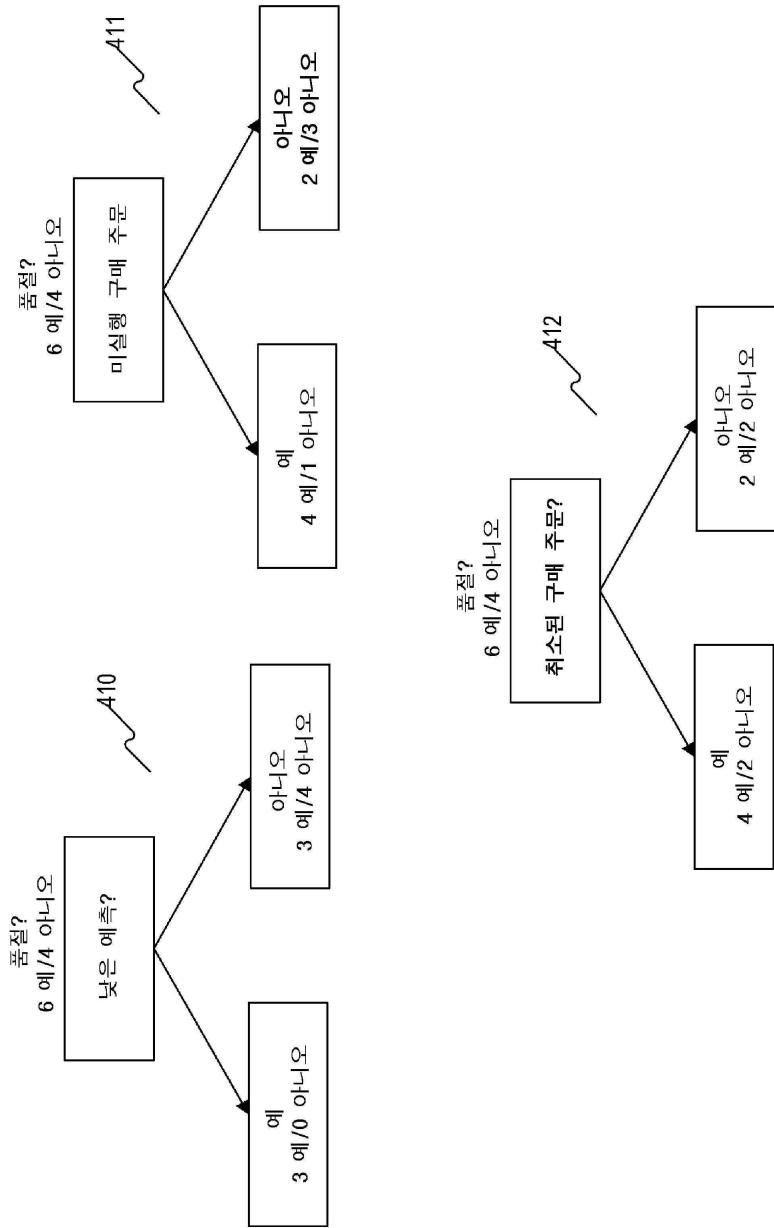 품절?
6 예/4 아니오
낮은 예측?
410
예
3 예/0 아니오
아니오
3 예/4 아니오
품절?
6 예/4 아니오
미실행 구매 주문
411
예
4 예/1 아니오
아니오
2 예/3 아니오
품절?
6 예/4 아니오
취소된 구매 주문?
412
예
4 예/2 아니오
아니오
2 예/2 아니오